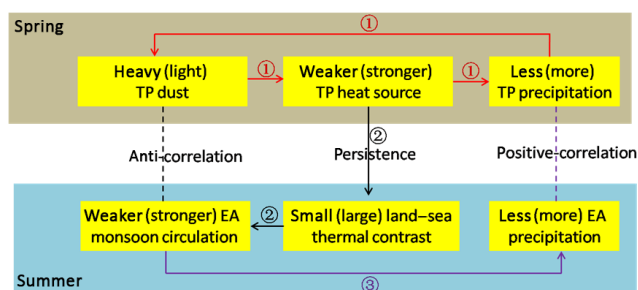 Spring
①
Heavy (light)
TP dust
①
Weaker (stronger)
TP heat source
①
Less (more)
TP precipitation
②
Anti-correlation
Persistence
Positive-correlation
Weaker (stronger) EA
monsoon circulation
②
Small (large) land-sea
thermal contrast
Less (more) EA
precipitation
Summer
③